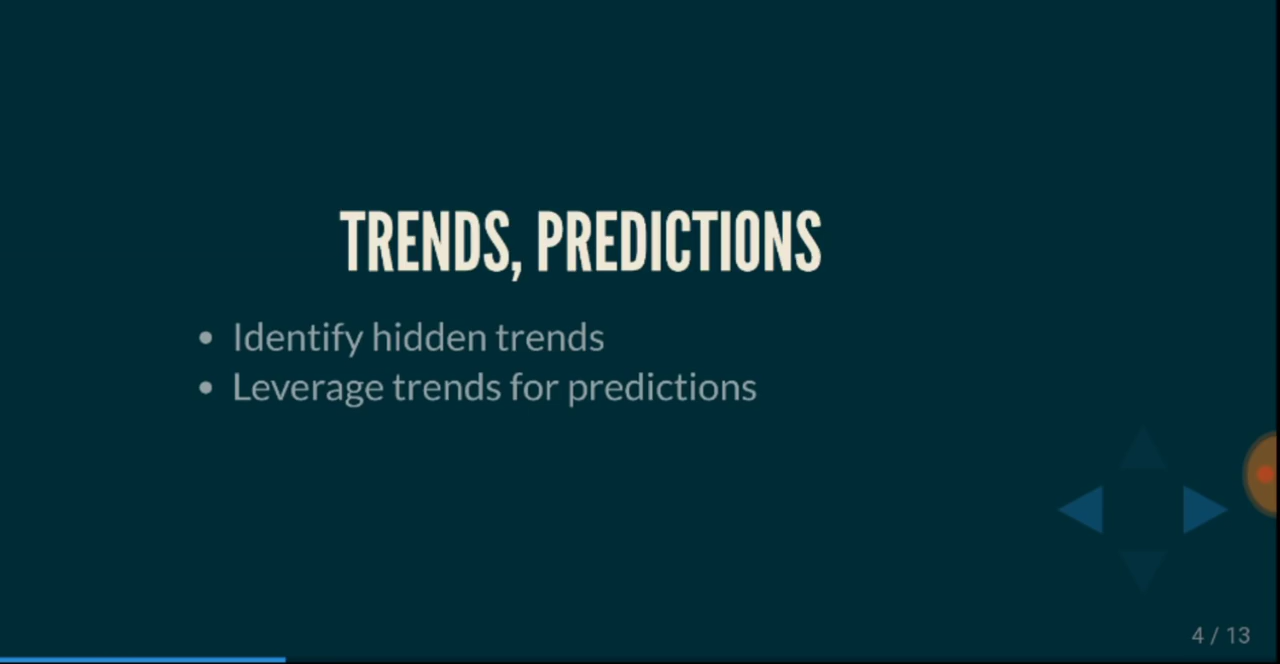 TRENDS, PREDICTIONS
• Identify hidden trends
• Leverage trends for predictions
4 / 13